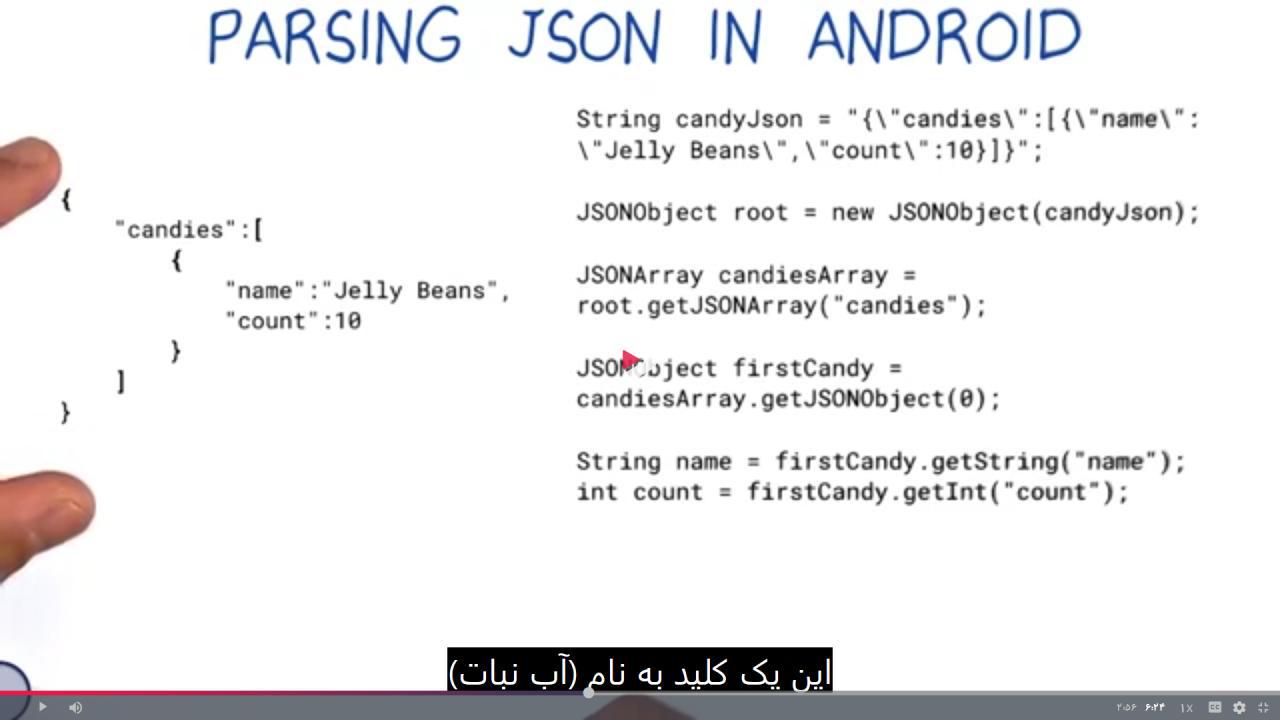 PARSING JSON IN ANDROID
{
"candies":[
{
"name":"Jelly Beans",
"count":10
}
]
}
String candyJson = "{\"candies\":[{\"name\":
\"Jelly Beans\",\"count\":10}]}";
JSONObject root = new JSONObject(candyJson);
JSONArray candiesArray =
root.getJSONArray("candies");
JSONObject firstCandy =
candiesArray.getJSONObject(0);
String name = firstCandy.getString("name");
int count = firstCandy.getInt("count");
این یک کلید به نام (آب نبات)
۲:۵۶ ۶:۲۴ 1x CC